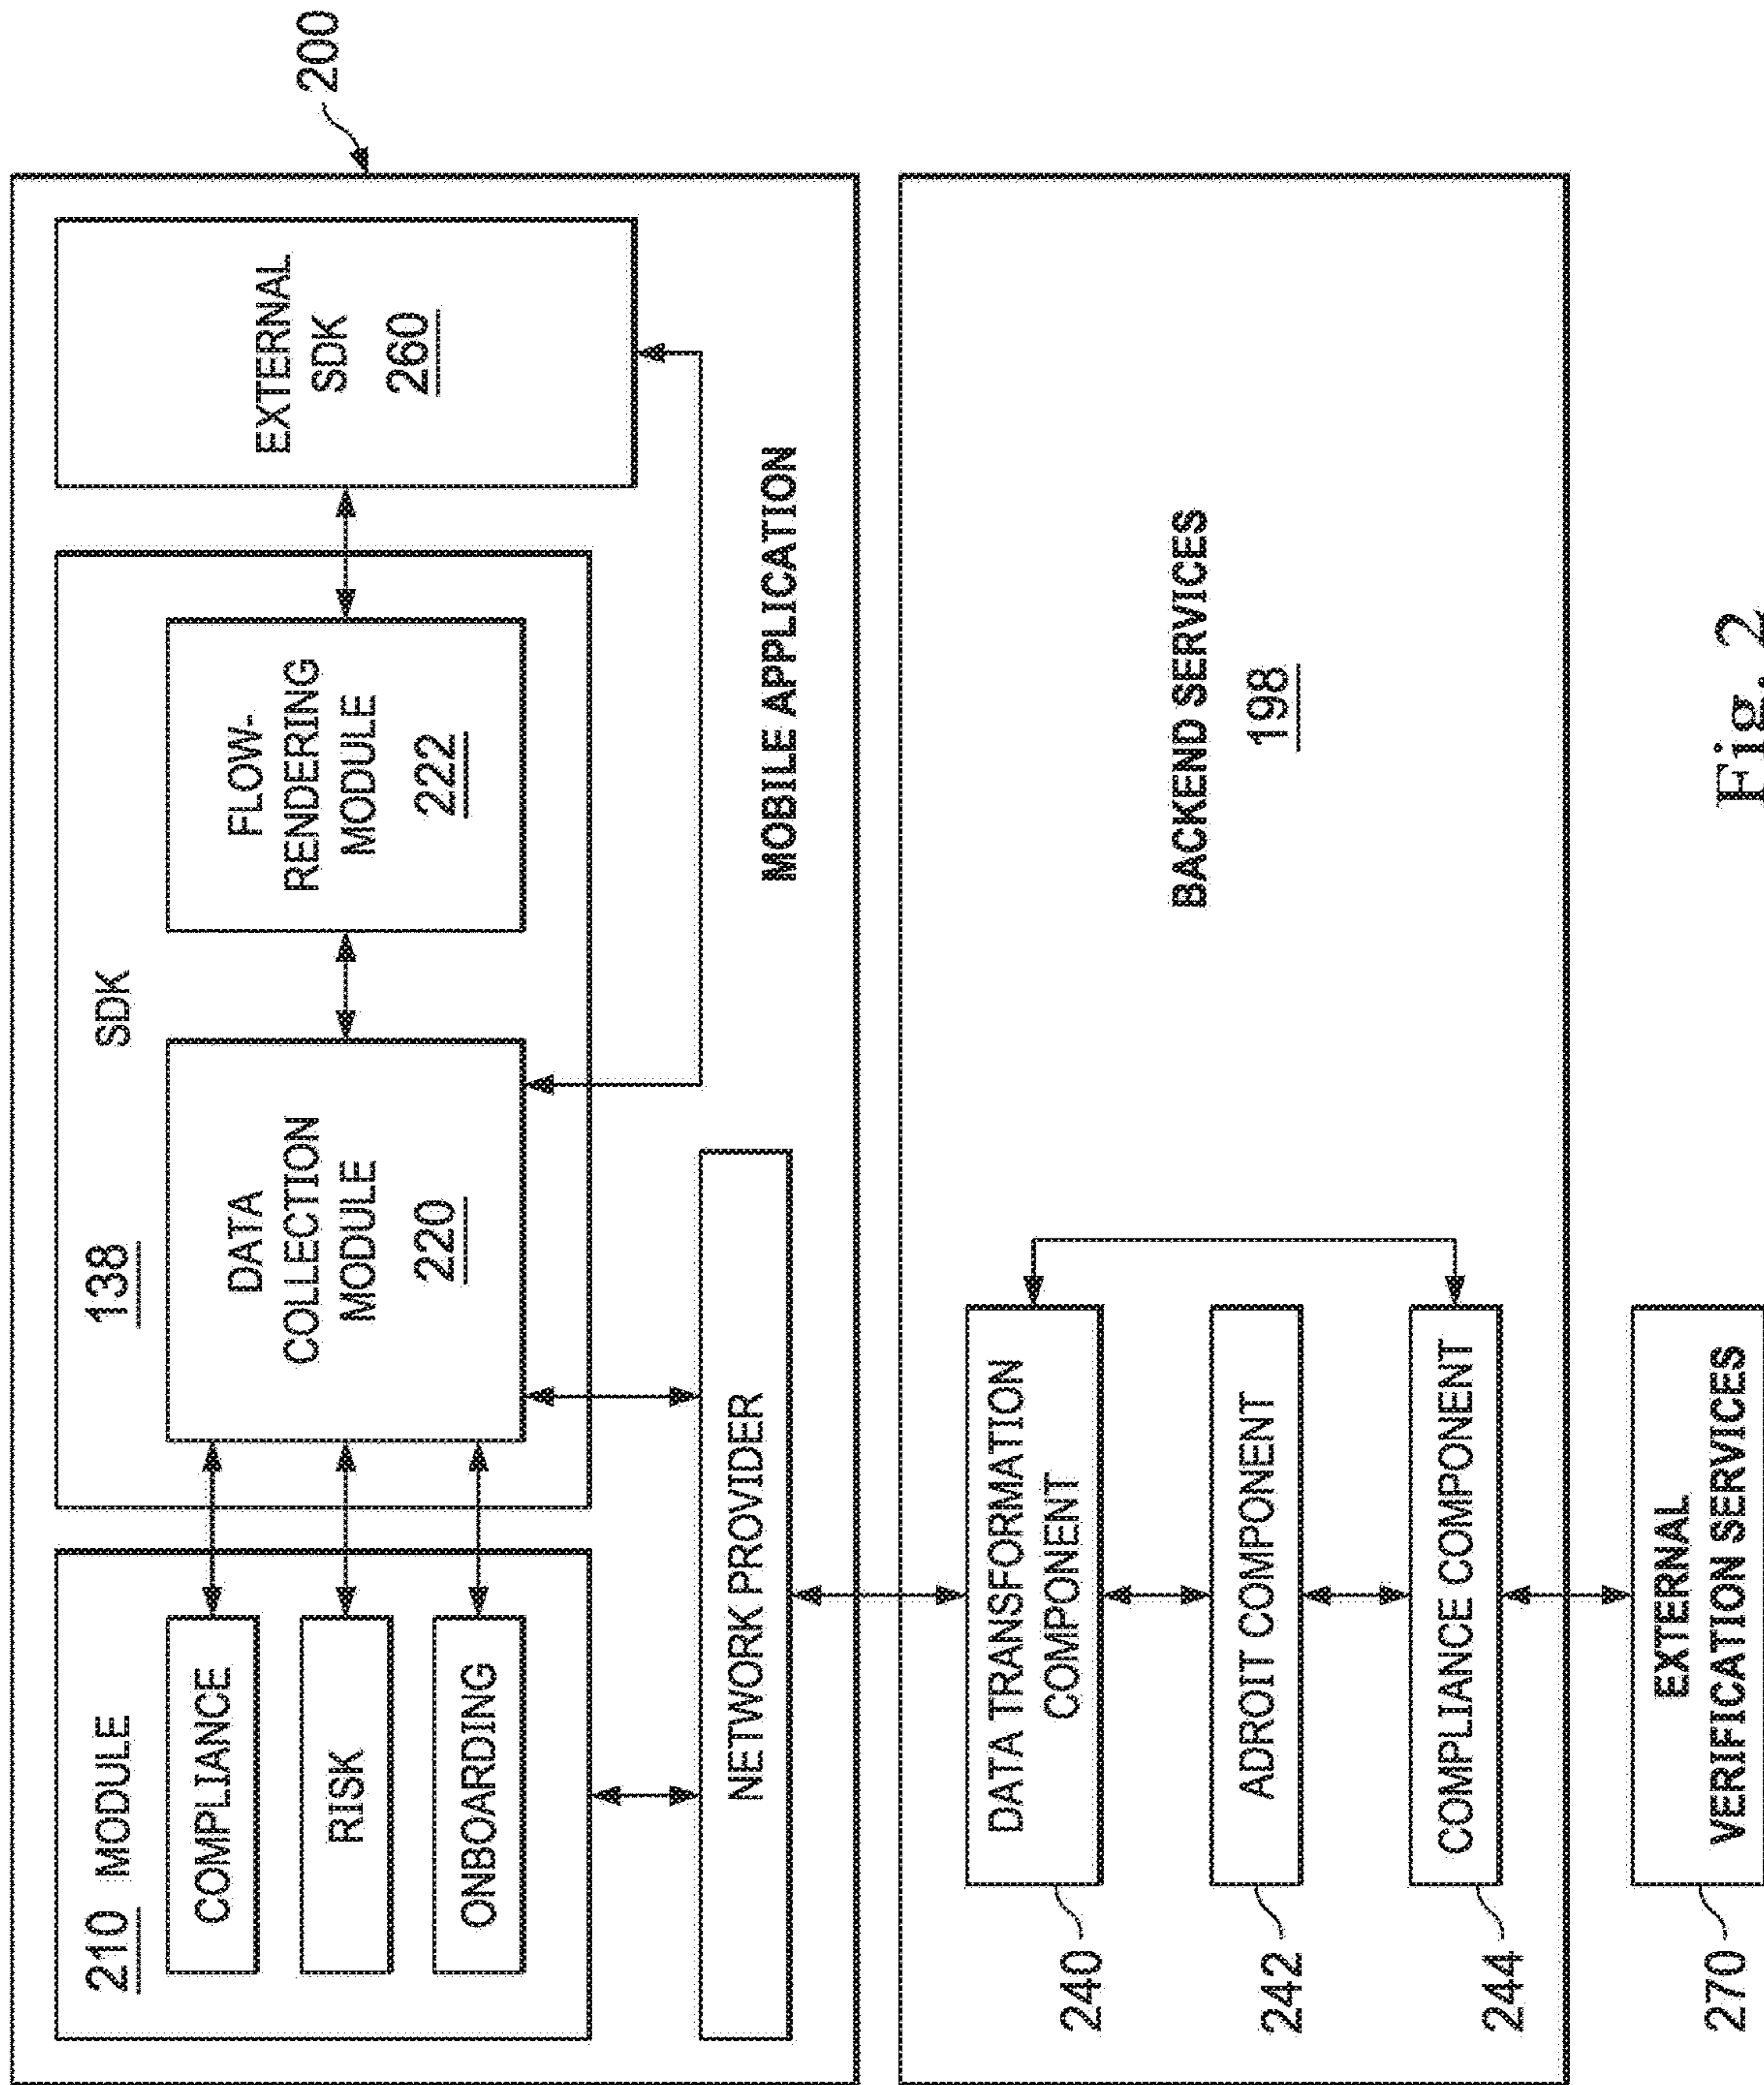 200
210 MODULE
COMPLIANCE
RISK
ONBOARDING
138
SDK
DATA
COLLECTION
MODULE
220
FLOW-
RENDERING
MODULE
222
EXTERNAL
SDK
260
NETWORK PROVIDER
MOBILE APPLICATION
240
DATA TRANSFORMATION
COMPONENT
242
ADROIT COMPONENT
244
COMPLIANCE COMPONENT
BACKEND SERVICES
198
270
EXTERNAL
VERIFICATION SERVICES
Fig. 2